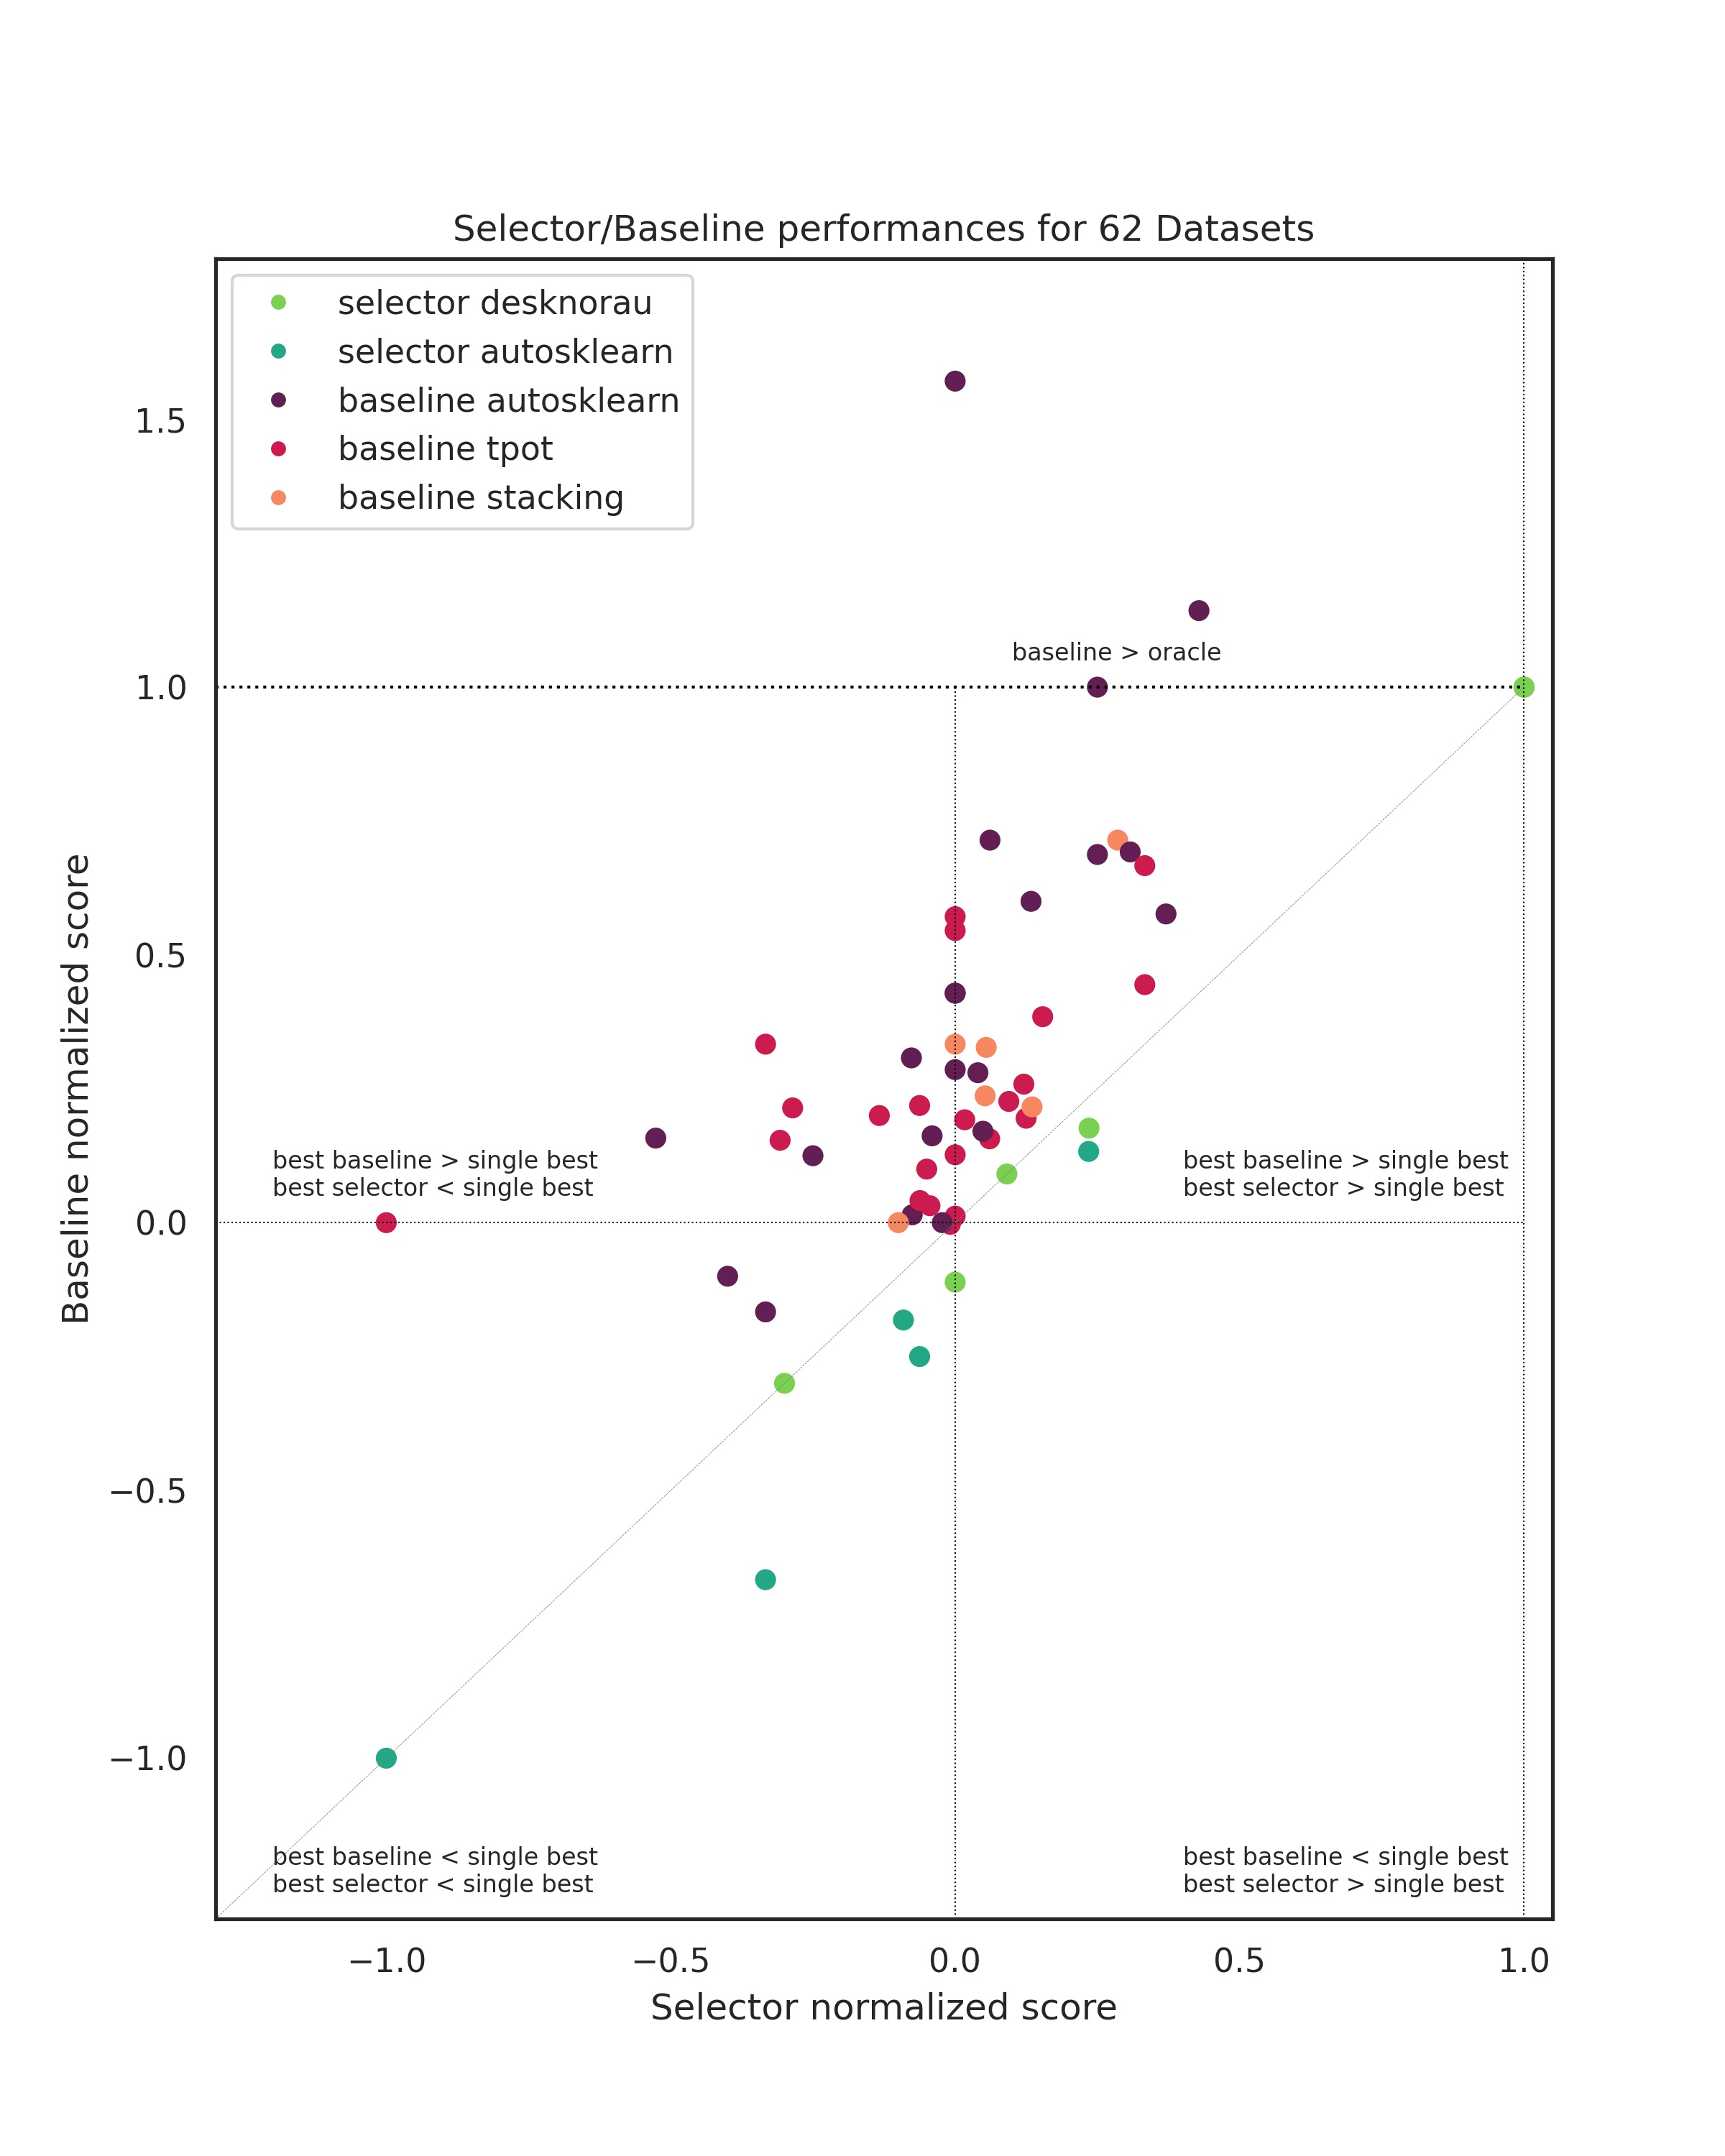 Selector/Baseline performances for 62 Datasets
selector desknorau
selector autosklearn
baseline autosklearn
baseline tpot
baseline stacking
1.5
1.0
0.5
0.0
−0.5
−1.0
Baseline normalized score
baseline > oracle
best baseline > single best
best selector < single best
best baseline > single best
best selector > single best
best baseline < single best
best selector < single best
best baseline < single best
best selector > single best
−1.0
−0.5
0.0
0.5
1.0
Selector normalized score